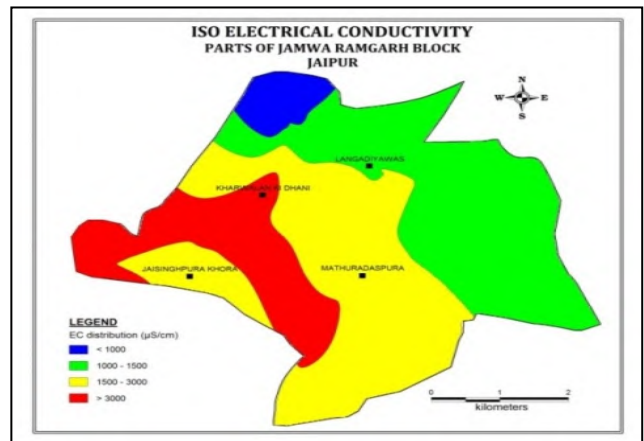 ISO ELECTRICAL CONDUCTIVITY
PARTS OF JAMWA RAMGARH BLOCK
JAIPUR
N
W E
S
LANGADIYAWAS
DHANI
JAISINGHPURA KHORA
MATHURADASPURA
LEGEND
EC distribution (µS/cm)
< 1000
1000 - 1500
1500 - 3000
> 3000
0 1 2
kilometers